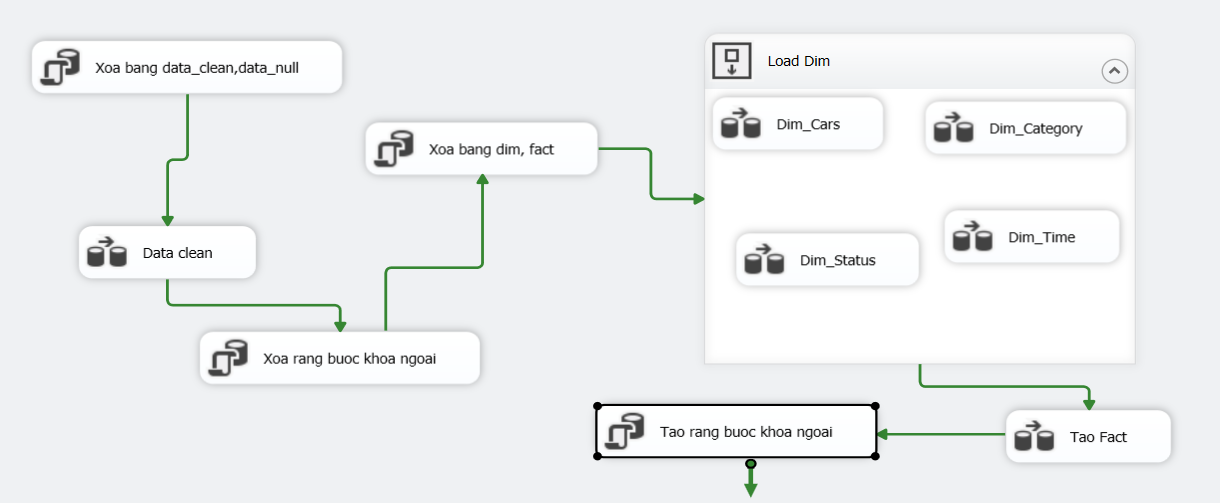 Xoa bang data_clean,data_null
Data clean
Xoa rang buoc khoa ngoai
Xoa bang dim, fact
Load Dim
Dim_Cars
Dim_Category
Dim_Status
Dim_Time
Tao Fact
Tao rang buoc khoa ngoai